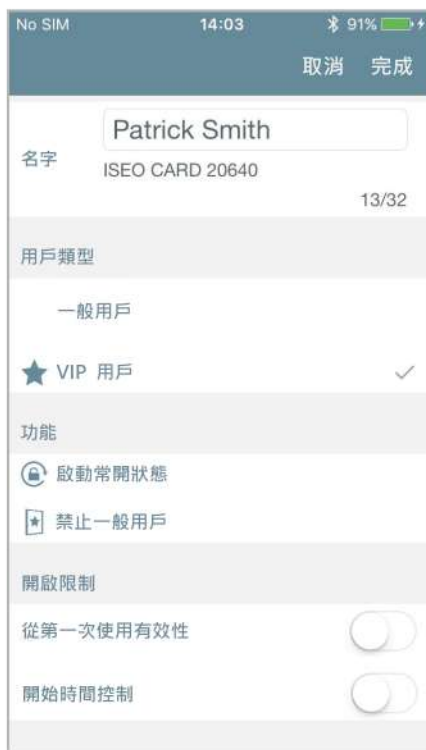 No SIM 14:03 91%
取消 完成
Patrick Smith
名字
ISEO CARD 20640
13/32
用戶類型
一般用戶
VIP 用戶
功能
啟動常開狀態
禁止一般用戶
開啟限制
從第一次使用有效性
開始時間控制